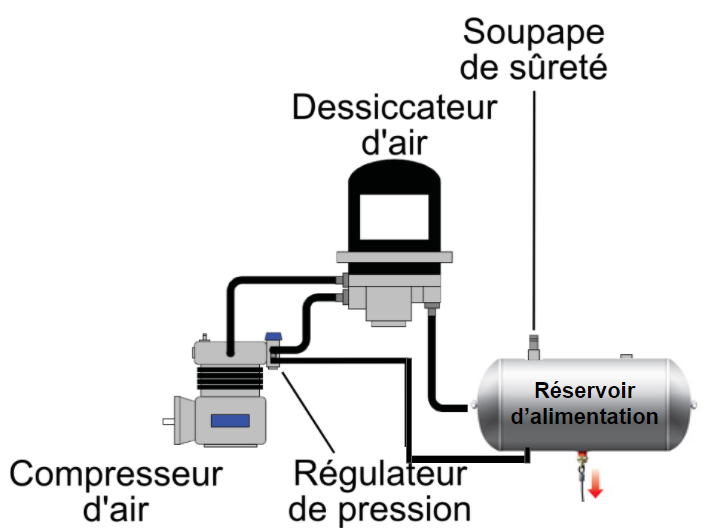 Soupape
de sûreté
Dessiccateur
d'air
Réservoir
d'alimentation
Compresseur
d'air
Régulateur
de pression